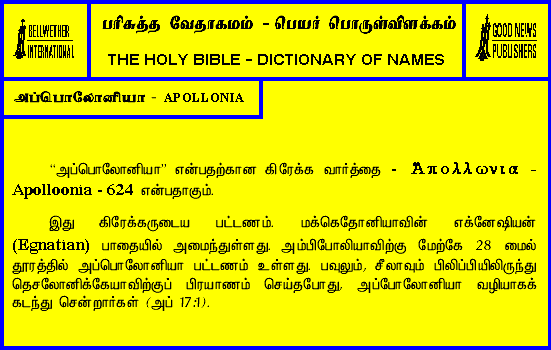 BELLWETHER
INTERNATIONAL
பரிசுத்த வேதாகமம் - பெயர் பொருள்விளக்கம்
THE HOLY BIBLE - DICTIONARY OF NAMES
GOOD NEWS
PUBLISHERS
அப்பொலோனியா - APOLLONIA
“அப்பொலோனியா” என்பதற்கான கிரேக்க வார்த்தை - Ἀπολλωνια -
Apolloonia - 624 என்பதாகும்.
இது கிரேக்கருடைய பட்டணம். மக்கெதோனியாவின் எக்னேஷியன்
(Egnatian) பாதையில் அமைந்துள்ளது. அம்பிபோலியாவிற்கு மேற்கே 28 மைல்
தூரத்தில் அப்பொலோனியா பட்டணம் உள்ளது. பவுலும், சீலாவும் பிலிப்பியிலிருந்து
தெசலோனிக்கேயாவிற்குப் பிரயாணம் செய்தபோது, அப்போலோனியா வழியாகக்
கடந்து சென்றார்கள் (அப் 17:1).